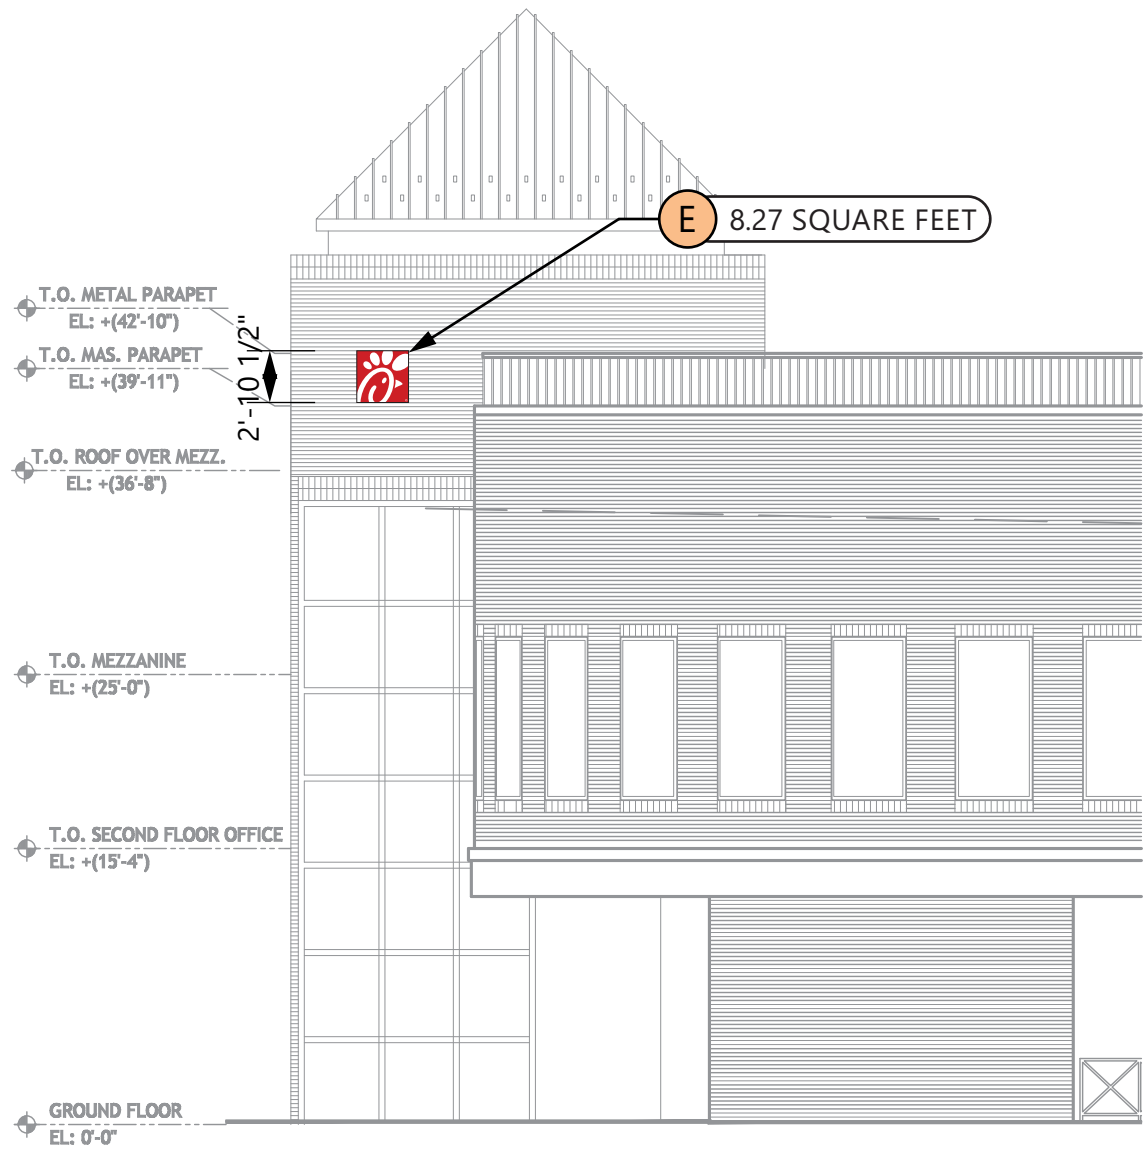 E 8.27 SQUARE FEET
T.O. METAL PARAPET
EL: +(42'-10")
T.O. MAS. PARAPET
EL: +(39'-11")
2'-10 1/2"
T.O. ROOF OVER MEZZ.
EL: +(36'-8")
T.O. MEZZANINE
EL: +(25'-0")
T.O. SECOND FLOOR OFFICE
EL: +(15'-4")
GROUND FLOOR
EL: 0'-0"